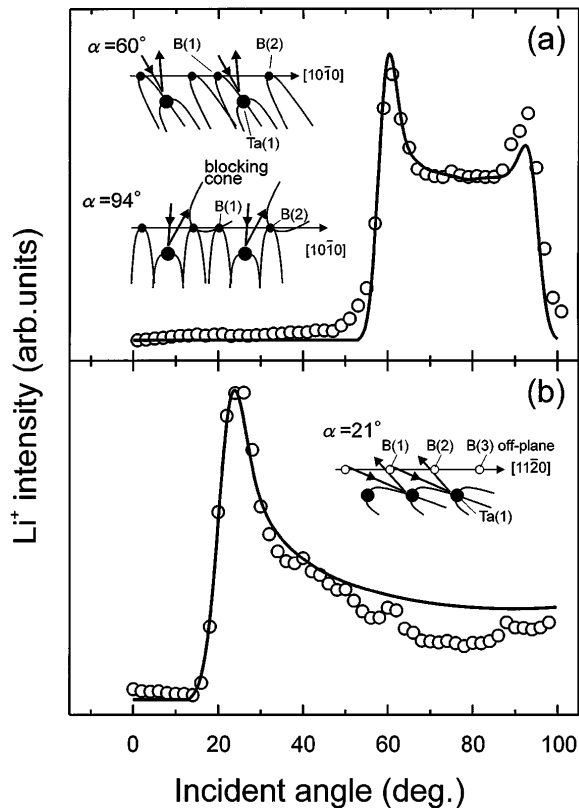 (a)
α=60°
B(1)
B(2)
[101̄0]
Ta(1)
blocking
cone
α=94°
B(1)
B(2)
[101̄0]
(b)
α=21°
B(1)
B(2)
B(3) off-plane
[112̄0]
Ta(1)
Li⁺ intensity (arb.units)
0 20 40 60 80 100
Incident angle (deg.)